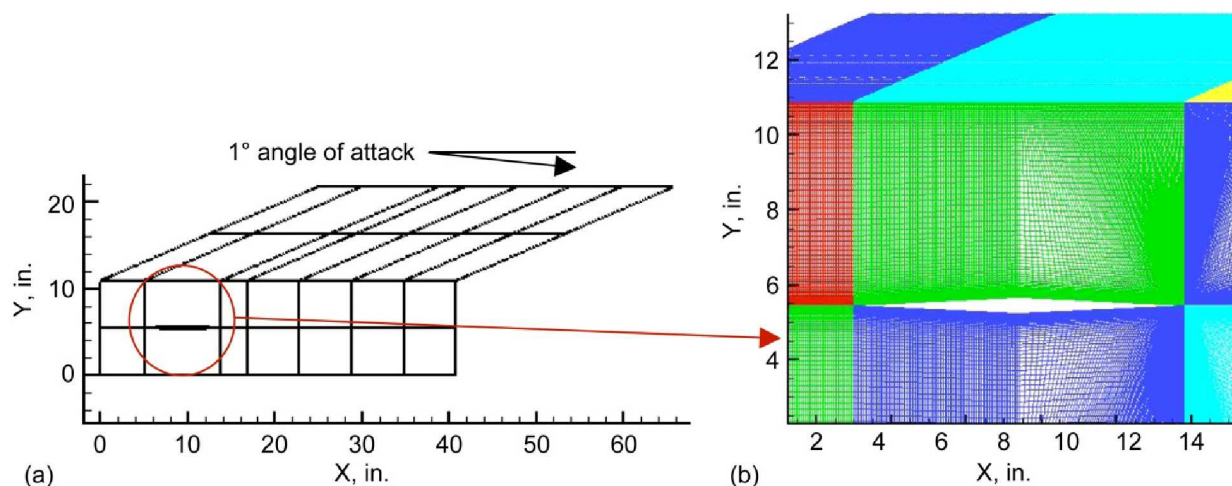 1° angle of attack
20
10
0
Y, in.
0 10 20 30 40 50 60
X, in.
(a)
12
10
8
6
4
Y, in.
2 4 6 8 10 12 14
X, in.
(b)